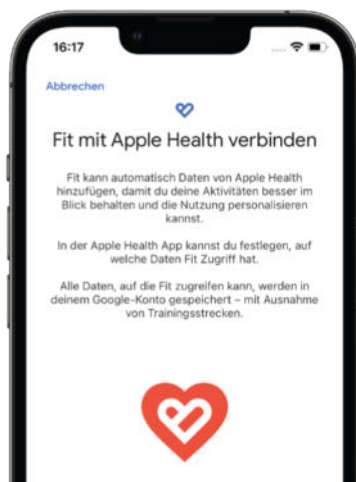 16:17
Abbrechen
Fit mit Apple Health verbinden
Fit kann automatisch Daten von Apple Health
hinzufügen, damit du deine Aktivitäten besser im
Blick behalten und die Nutzung personalisieren
kannst.
In der Apple Health App kannst du festlegen, auf
welche Daten Fit Zugriff hat.
Alle Daten, auf die Fit zugreifen kann, werden in
deinem Google-Konto gespeichert – mit Ausnahme
von Trainingsstrecken.